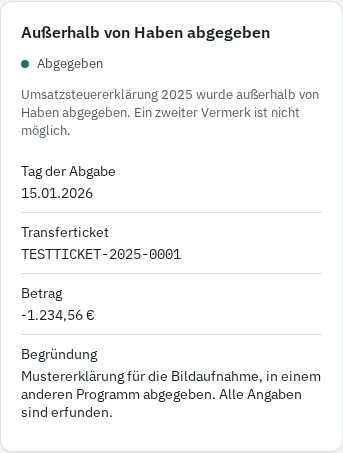 Außerhalb von Haben abgegeben
Abgegeben
Umsatzsteuererklärung 2025 wurde außerhalb von
Haben abgegeben. Ein zweiter Vermerk ist nicht
möglich.
Tag der Abgabe
15.01.2026
Transferticket
TESTTICKET-2025-0001
Betrag
-1.234,56 €
Begründung
Mustererklärung für die Bildaufnahme, in einem
anderen Programm abgegeben. Alle Angaben
sind erfunden.